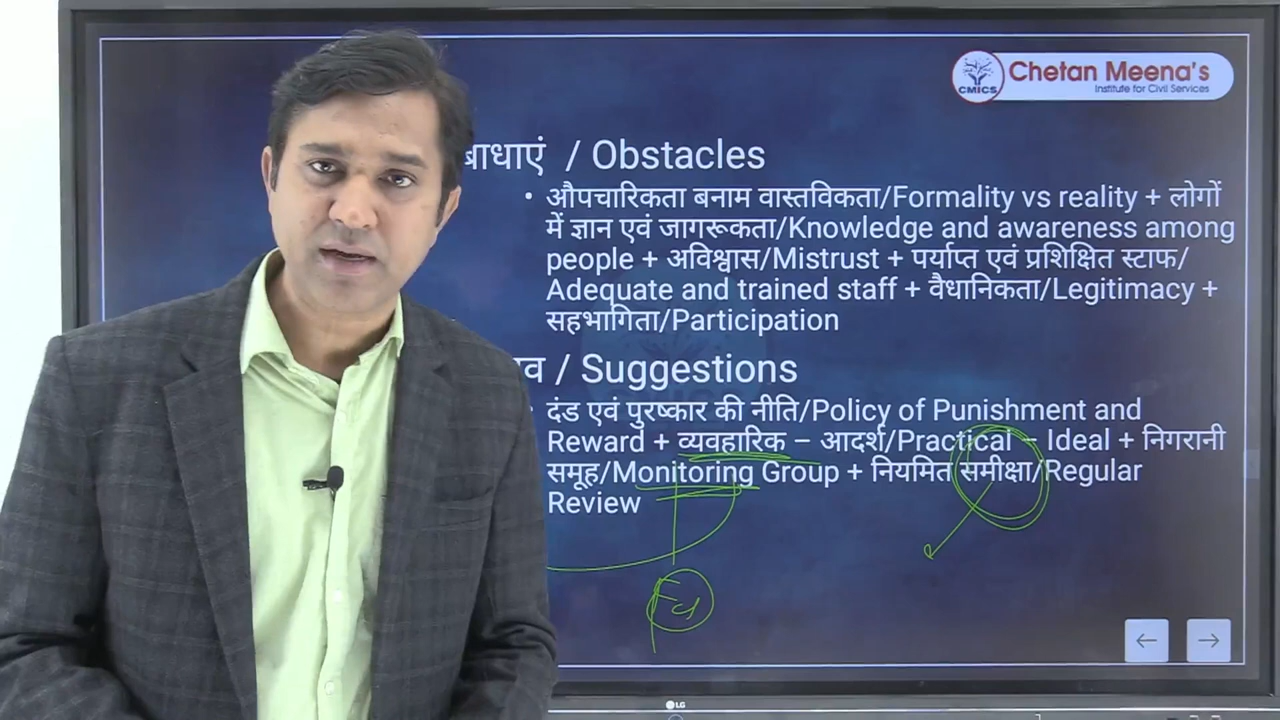 Chetan Meena's
CMICS
Institute for Civil Services
बाधाएं / Obstacles
• औपचारिकता बनाम वास्तविकता/Formality vs reality + लोगों
में ज्ञान एवं जागरूकता/Knowledge and awareness among
people + अविश्वास/Mistrust + पर्याप्त एवं प्रशिक्षित स्टाफ/
Adequate and trained staff + वैधानिकता/Legitimacy +
सहभागिता/Participation
/ Suggestions
दंड एवं पुरष्कार की नीति/Policy of Punishment and
Reward + व्यवहारिक – आदर्श/Practical – Ideal + निगरानी
समूह/Monitoring Group + नियमित समीक्षा/Regular
Review
LG